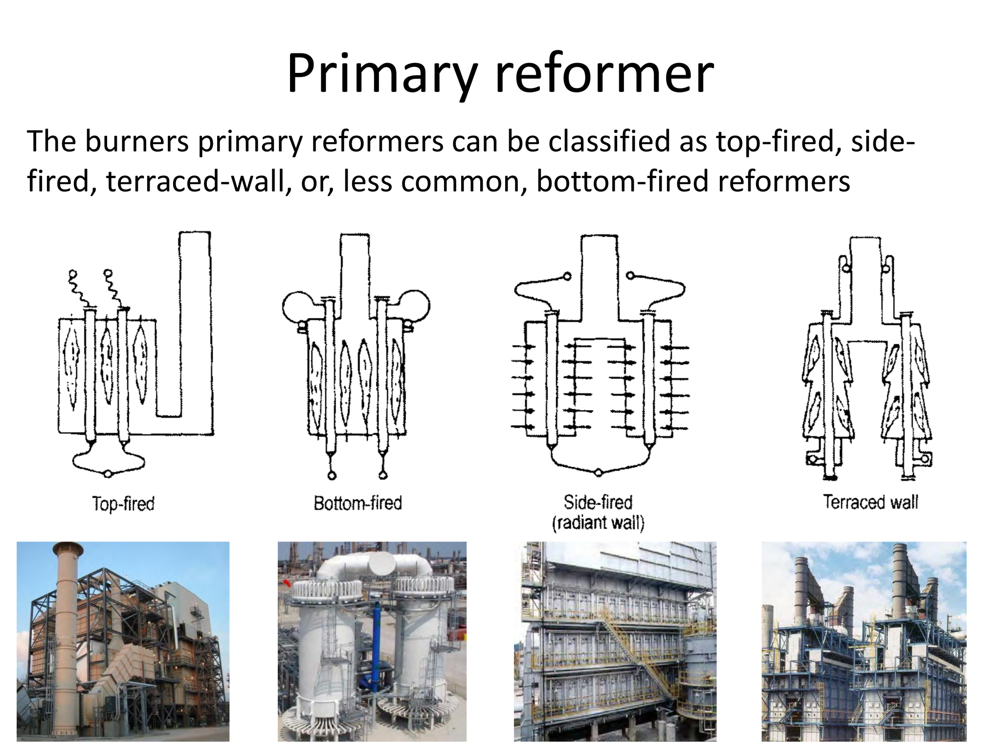 Primary reformer
The burners primary reformers can be classified as top-fired, side-
fired, terraced-wall, or, less common, bottom-fired reformers
Top-fired
Bottom-fired
Side-fired
(radiant wall)
Terraced wall